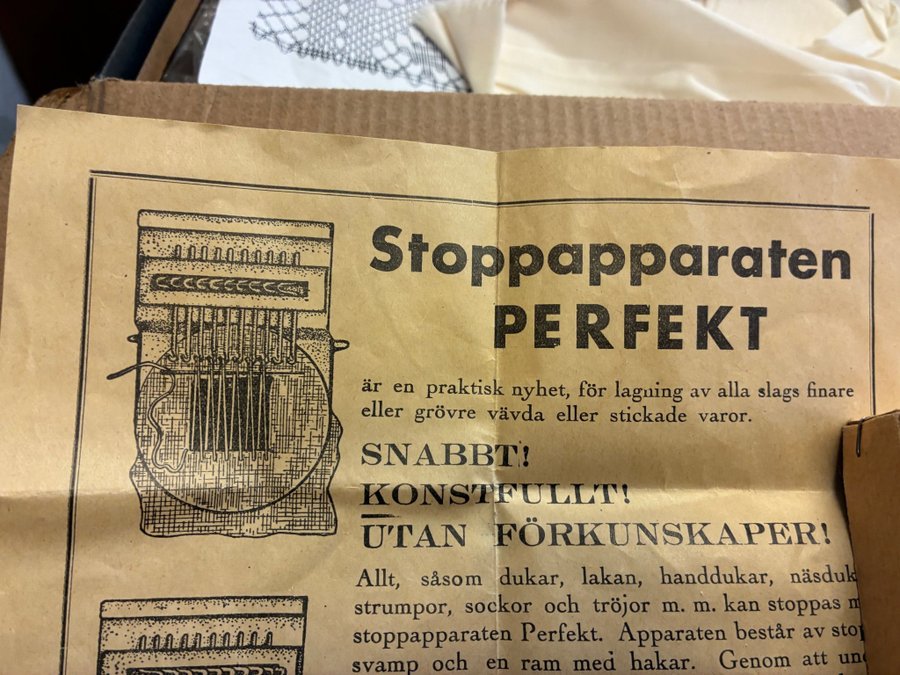 Stoppapparaten
PERFEKT
är en praktisk nyhet, för lagning av alla slags finare
eller grövre vävda eller stickade varor.
SNABBT!
KONSTFULLT!
UTAN FÖRKUNSKAPER!
Allt, såsom dukar, lakan, handdukar, näsduk
strumpor, sockor och tröjor m. m. kan stoppas
stoppapparaten Perfekt. Apparaten består av
svamp och en ram med hakar. Genom att